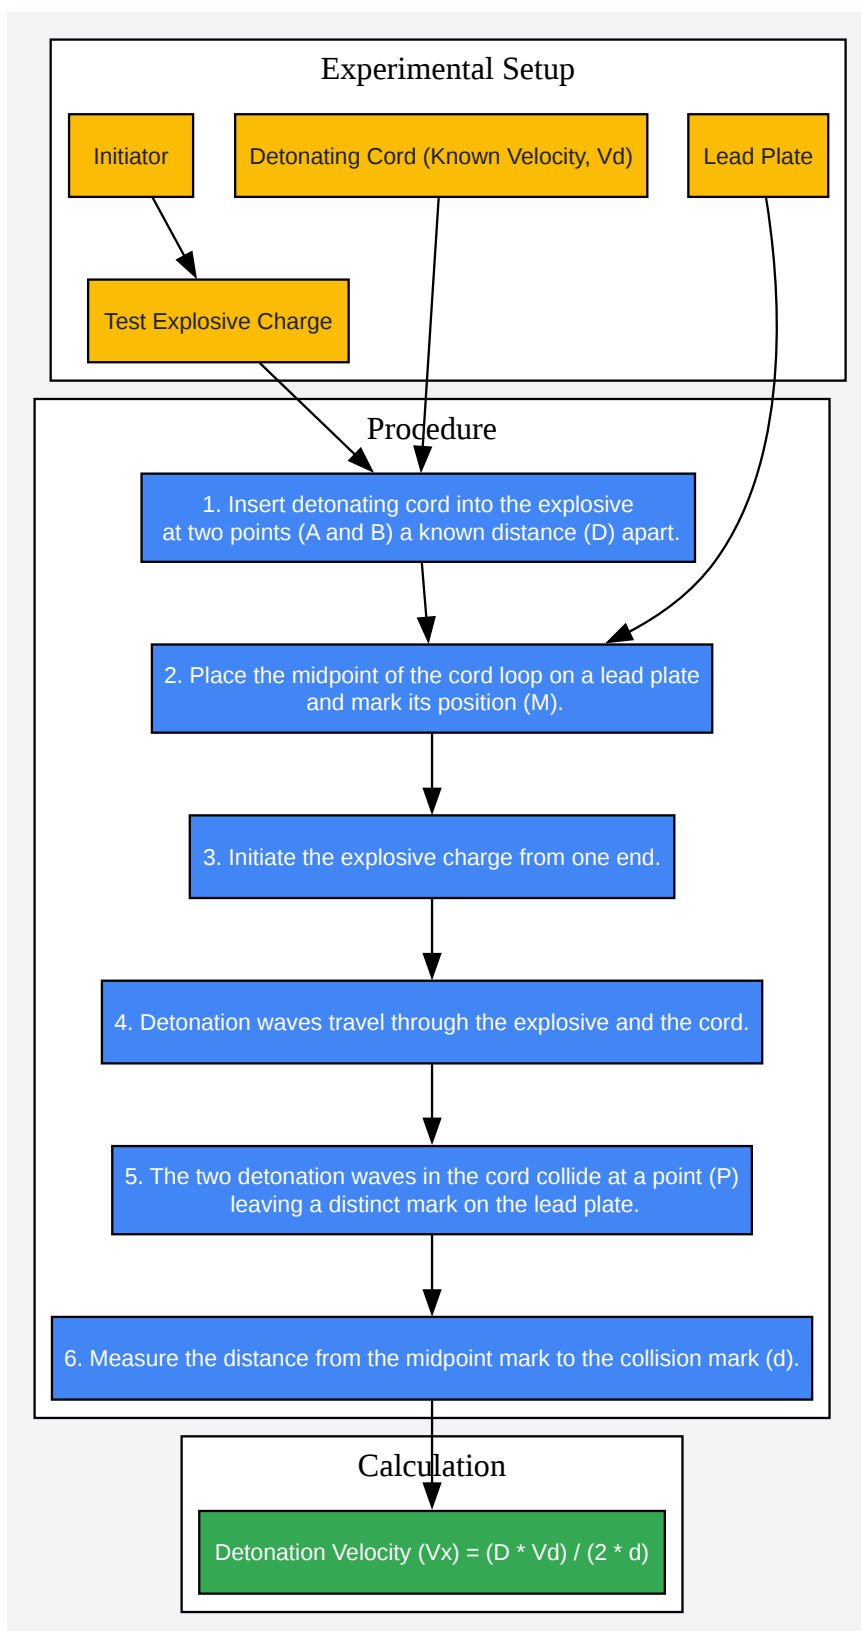 Experimental Setup
Initiator
Detonating Cord (Known Velocity, Vd)
Lead Plate
Test Explosive Charge
Procedure
1. Insert detonating cord into the explosive
at two points (A and B) a known distance (D) apart.
2. Place the midpoint of the cord loop on a lead plate
and mark its position (M).
3. Initiate the explosive charge from one end.
4. Detonation waves travel through the explosive and the cord.
5. The two detonation waves in the cord collide at a point (P)
leaving a distinct mark on the lead plate.
6. Measure the distance from the midpoint mark to the collision mark (d).
Calculation
Detonation Velocity (Vx) = (D * Vd) / (2 * d)